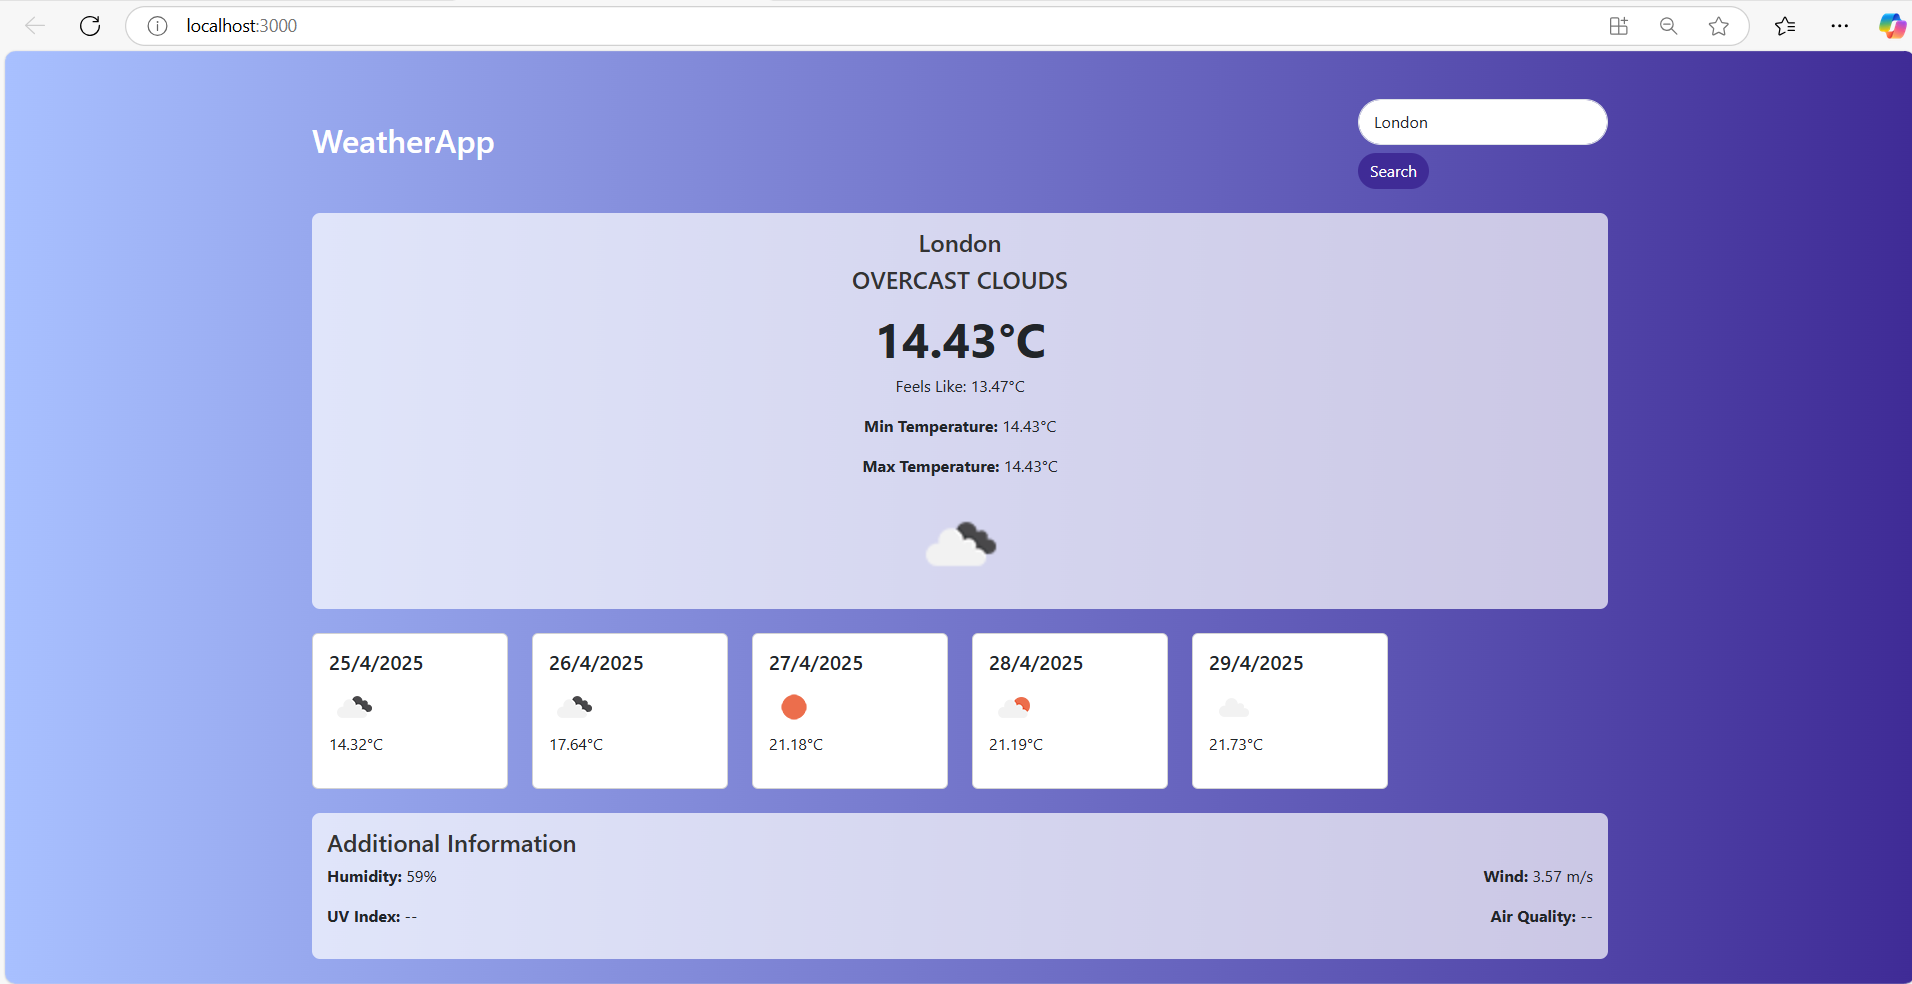 localhost:3000
WeatherApp
London
Search
London
OVERCAST CLOUDS
14.43°C
Feels Like: 13.47°C
Min Temperature: 14.43°C
Max Temperature: 14.43°C
25/4/2025
14.32°C
26/4/2025
17.64°C
27/4/2025
21.18°C
28/4/2025
21.19°C
29/4/2025
21.73°C
Additional Information
Humidity: 59%
Wind: 3.57 m/s
UV Index: --
Air Quality: --